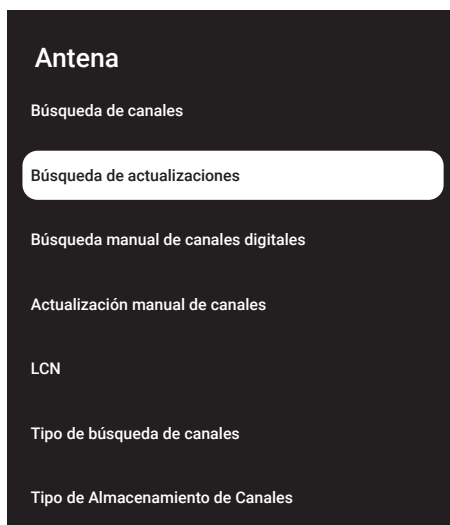 Antena
Búsqueda de canales
Búsqueda de actualizaciones
Búsqueda manual de canales digitales
Actualización manual de canales
LCN
Tipo de búsqueda de canales
Tipo de Almacenamiento de Canales